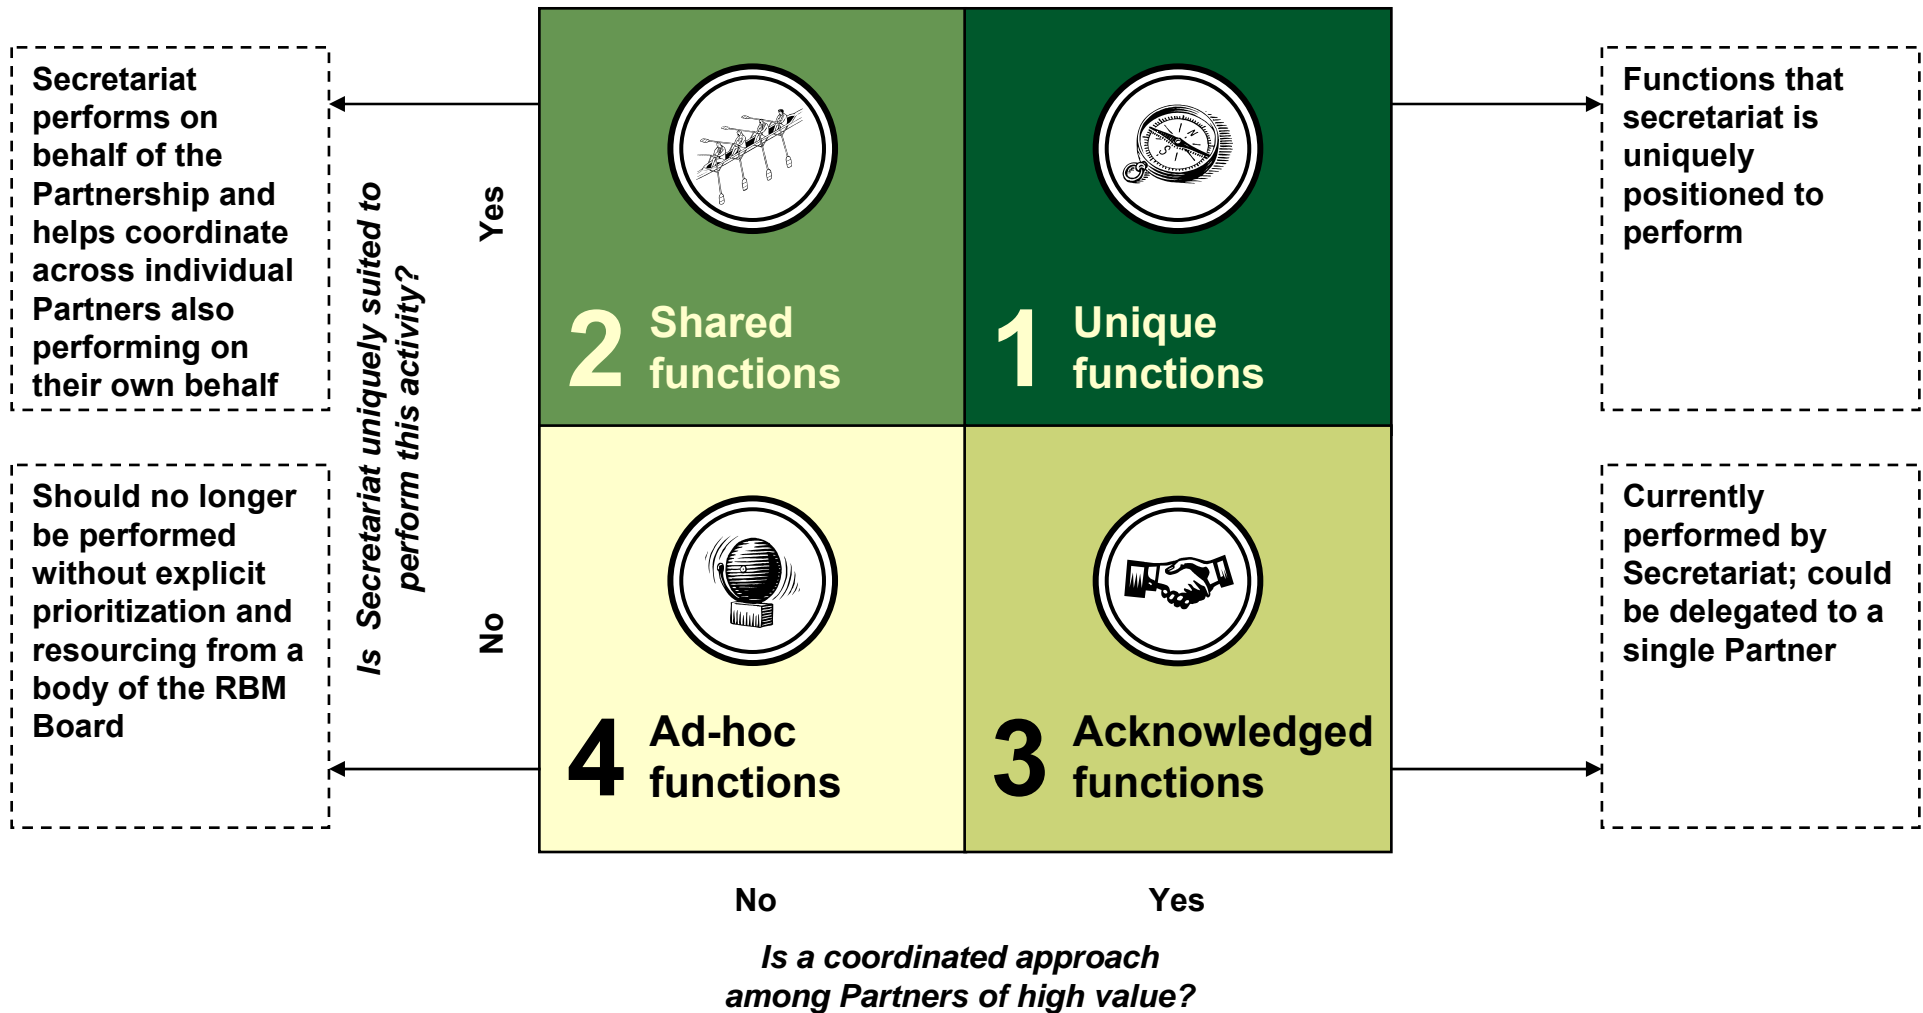 Secretariat
performs on
behalf of the
Partnership and
helps coordinate
across individual
Partners also
performing on
their own behalf
Should no longer
be performed
without explicit
prioritization and
resourcing from a
body of the RBM
Board
Is Secretariat uniquely suited to
perform this activity?
Yes
No
2 Shared
functions
1 Unique
functions
4 Ad-hoc
functions
3 Acknowledged
functions
Functions that
secretariat is
uniquely
positioned to
perform
Currently
performed by
Secretariat; could
be delegated to a
single Partner
No
Yes
Is a coordinated approach
among Partners of high value?
N
S